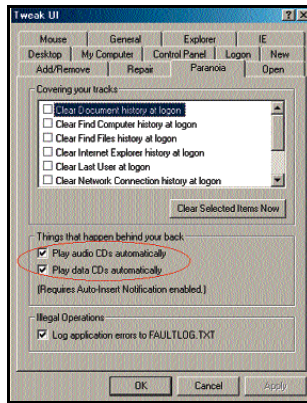 Tweak UI
Mouse General Explorer IE
Desktop My Computer Control Panel Logon New
Add/Remove Repair Paranoia Open
Covering your tracks
Clear Document history at logon
Clear Find Computer history at logon
Clear Find Files history at logon
Clear Internet Explorer history at logon
Clear Last User at logon
Clear Network Connection history at logon
Clear Selected Items Now
Things that happen behind your back
Play audio CDs automatically
Play data CDs automatically
(Requires Auto-Insert Notification enabled.)
Illegal Operations
Log application errors to FAULTLOG.TXT
OK Cancel Apply